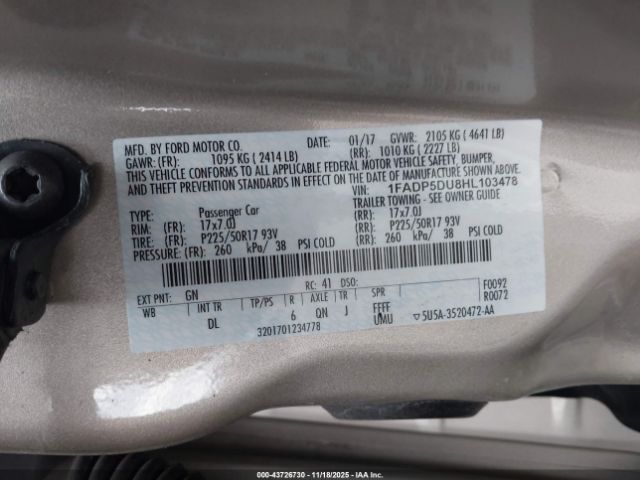 MFD. BY FORD MOTOR CO.
DATE: 01/17 GVWR: 2105 KG ( 4641 LB)
GAWR: (FR): 1095 KG ( 2414 LB) (RR): 1010 KG ( 2227 LB)
THIS VEHICLE CONFORMS TO ALL APPLICABLE FEDERAL MOTOR VEHICLE SAFETY, BUMPER,
AND THEFT PREVENTION STANDARDS IN EFFECT ON THE DATE OF MANUFACTURE SHOWN ABOVE.
VIN: 1FADP5DU8HL103478
TYPE: Passenger Car TRAILER TOWING - SEE OWNER GUIDE
RIM: (FR): 17x7.0J (RR): 17x7.0J
TIRE: (FR): P225/50R17 93V (RR): P225/50R17 93V
PRESSURE: (FR): 260 kPa/ 38 PSI COLD (RR): 260 kPa/ 38 PSI COLD
EXT PNT: GN RC: 41 DSO: F0092
WB INT TR TP/PS R AXLE TR SPR R0072
DL 6 QN J FFFF
3201701234778 UMU ▽5U5A-3520472-AA
00-43726730 - 11/18/2025 - IAAI.COM